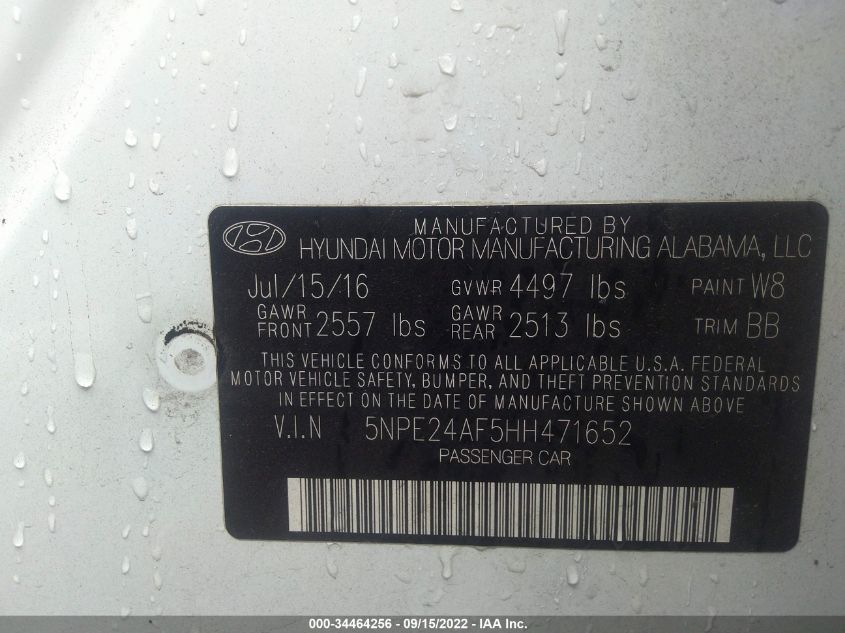 MANUFACTURED BY
HYUNDAI MOTOR MANUFACTURING ALABAMA, LLC
Jul/15/16 GVWR 4497 lbs PAINT W8
GAWR FRONT 2557 lbs GAWR REAR 2513 lbs TRIM BB
THIS VEHICLE CONFORMS TO ALL APPLICABLE U.S.A. FEDERAL
MOTOR VEHICLE SAFETY, BUMPER, AND THEFT PREVENTION STANDARDS
IN EFFECT ON THE DATE OF MANUFACTURE SHOWN ABOVE
V.I.N 5NPE24AF5HH471652
PASSENGER CAR
000-34464256 - 09/15/2022 - IAA Inc.